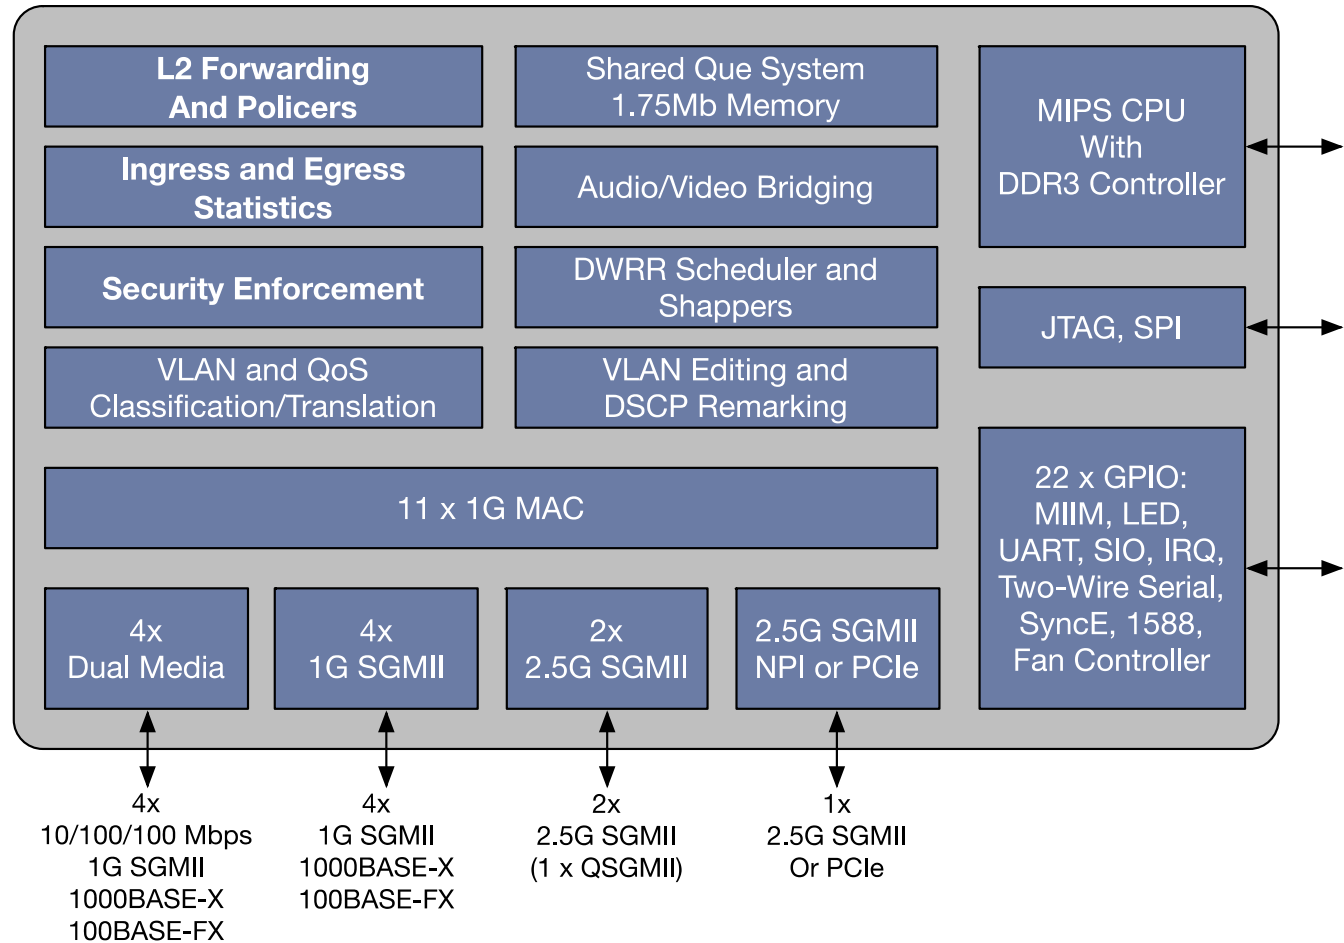 L2 Forwarding
And Policers
Shared Que System
1.75Mb Memory
MIPS CPU
With
DDR3 Controller
Ingress and Egress
Statistics
Audio/Video Bridging
Security Enforcement
DWRR Scheduler and
Shappers
JTAG, SPI
VLAN and QoS
Classification/Translation
VLAN Editing and
DSCP Remarking
11 x 1G MAC
22 x GPIO:
MIIM, LED,
UART, SIO, IRQ,
Two-Wire Serial,
SyncE, 1588,
Fan Controller
4x
Dual Media
4x
1G SGMII
2x
2.5G SGMII
2.5G SGMII
NPI or PCIe
4x
10/100/100 Mbps
1G SGMII
1000BASE-X
100BASE-FX
4x
1G SGMII
1000BASE-X
100BASE-FX
2x
2.5G SGMII
(1 x QSGMII)
1x
2.5G SGMII
Or PCIe